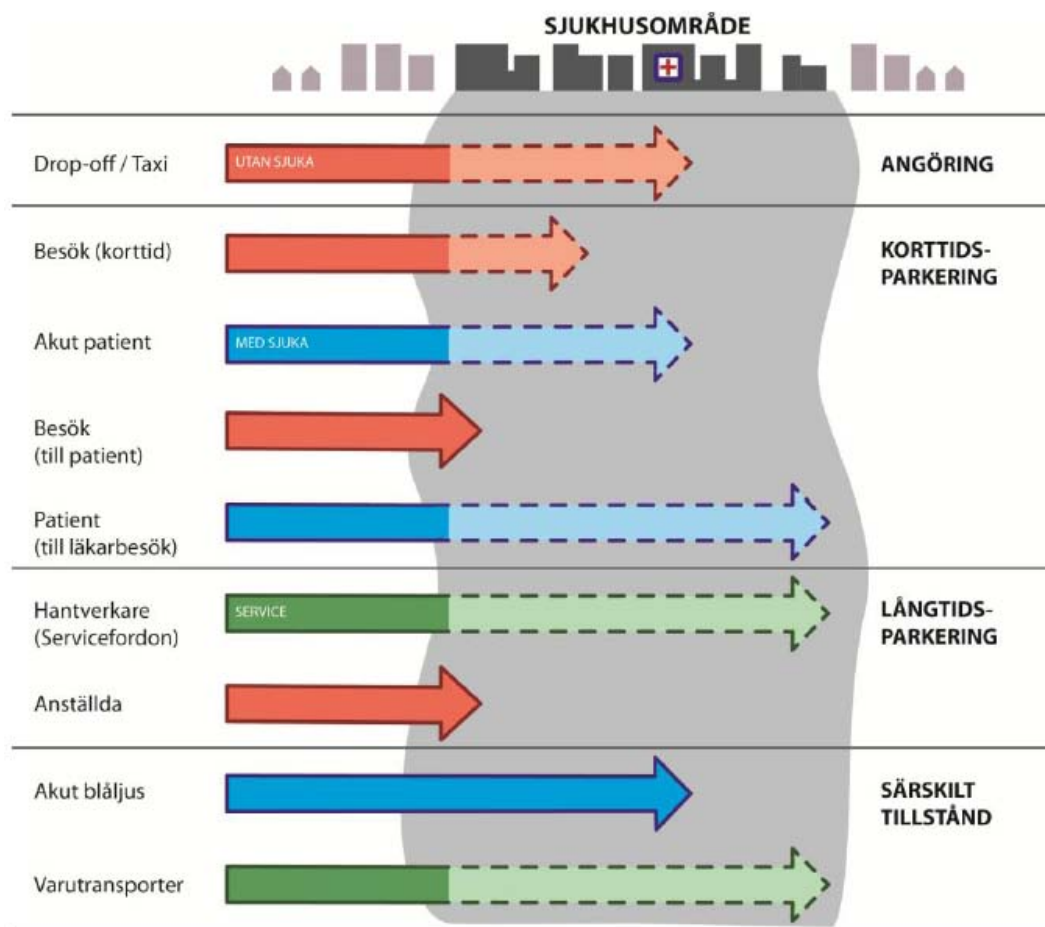 SJUKHUSOMRÅDE
Drop-off / Taxi
UTAN SJUKA
ANGÖRING
Besök (korttid)
KORTTIDS-
PARKERING
Akut patient
MED SJUKA
Besök
(till patient)
Patient
(till läkarbesök)
Hantverkare
(Servicefordon)
SERVICE
LÅNGTIDS-
PARKERING
Anställda
Akut blåljus
SÄRSKILT
TILLSTÅND
Varutransporter